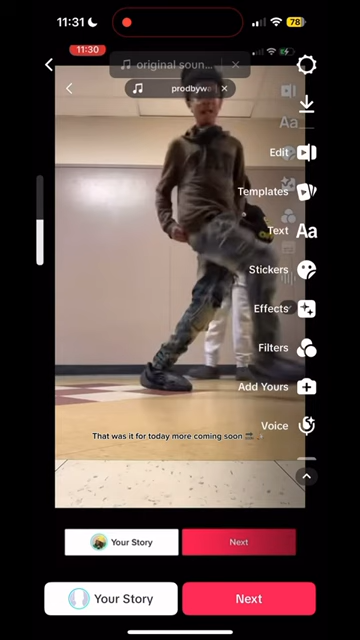 11:31
78
11:30
original soun...
prodbywa
Aa
Edit
Templates
Text
Aa
Stickers
Effects
Filters
Add Yours
Voice
That was it for today more coming soon
Your Story
Next
Your Story
Next